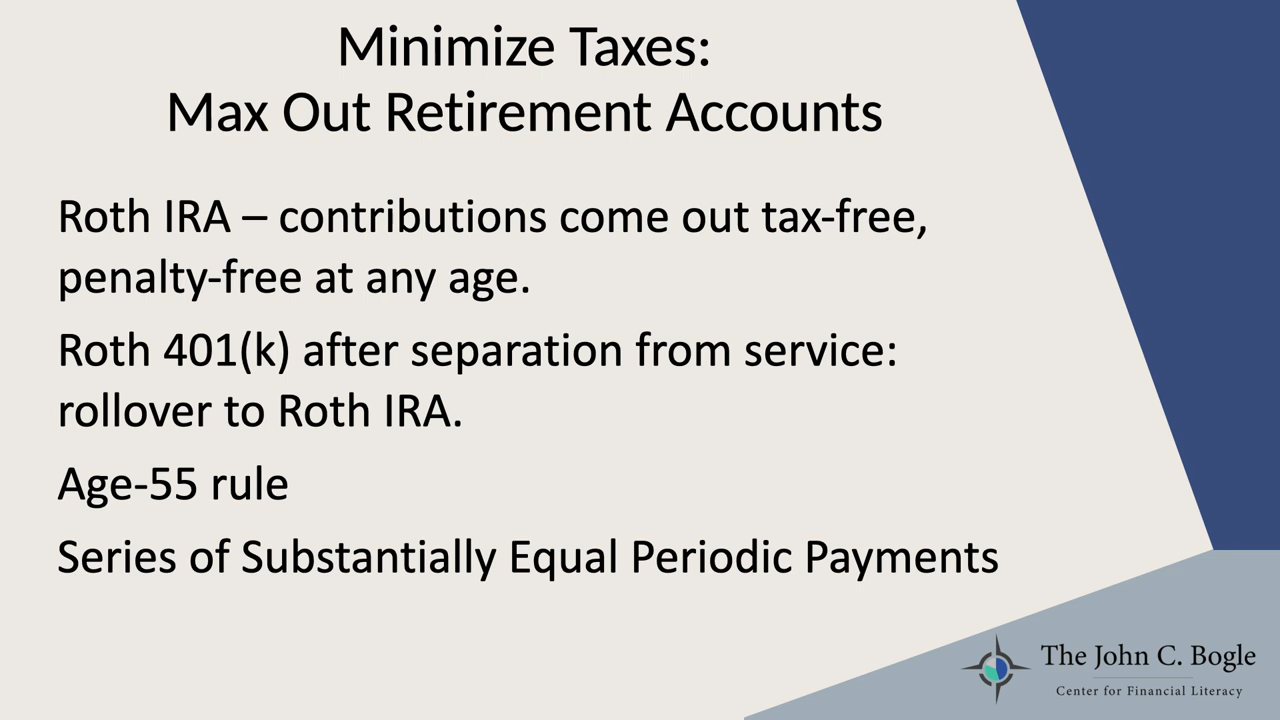 Minimize Taxes:
Max Out Retirement Accounts
Roth IRA – contributions come out tax-free,
penalty-free at any age.
Roth 401(k) after separation from service:
rollover to Roth IRA.
Age-55 rule
Series of Substantially Equal Periodic Payments
The John C. Bogle
Center for Financial Literacy